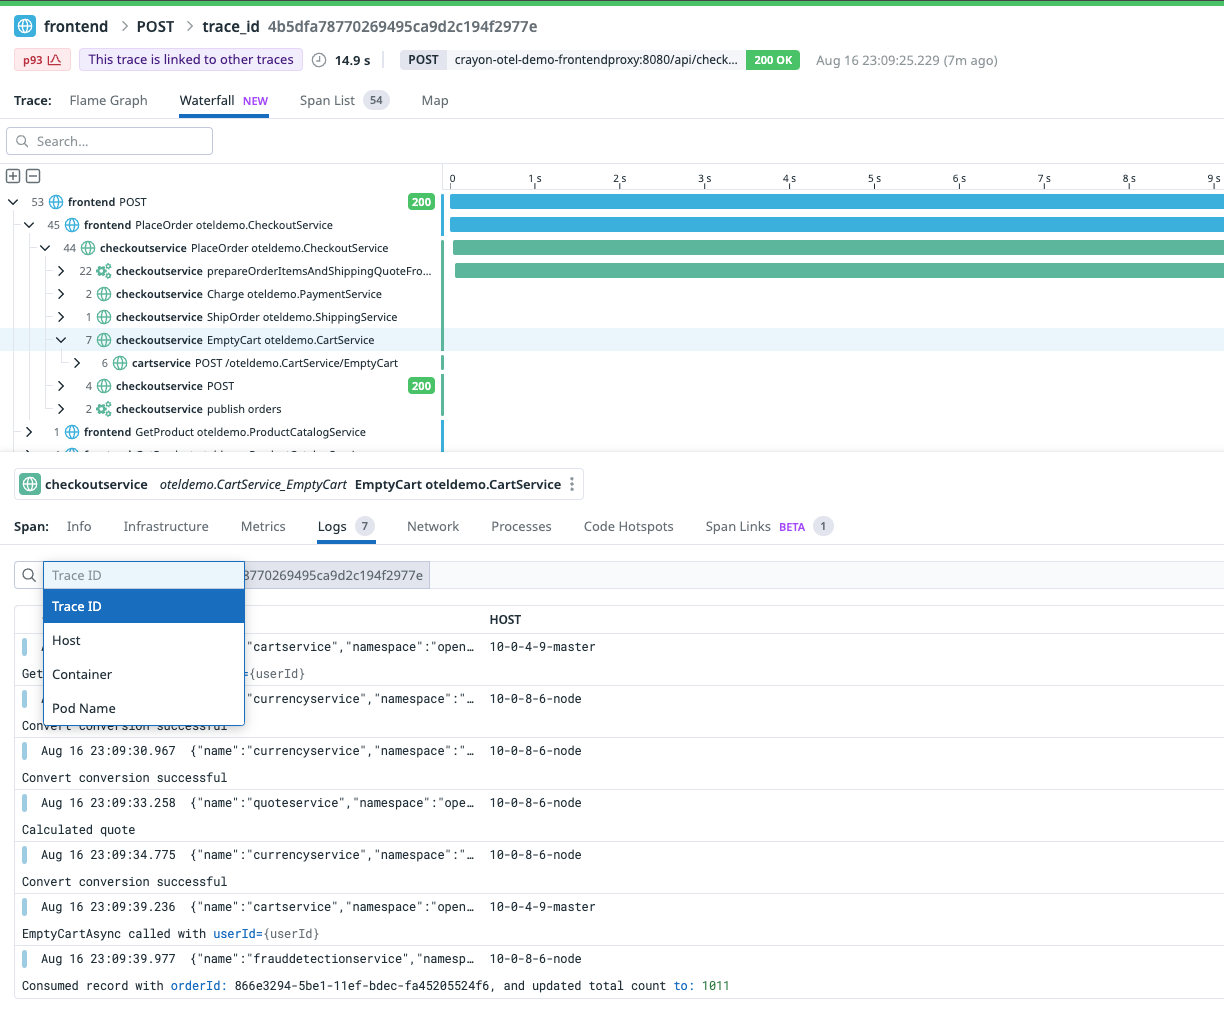 frontend > POST > trace_id 4b5dfa78770269495ca9d2c194f2977e
p93 This trace is linked to other traces 14.9 s POST crayon-otel-demo-frontendproxy:8080/api/check... 200 OK Aug 16 23:09:25.229 (7m ago)
Trace: Flame Graph Waterfall NEW Span List 54 Map
Search...
0 1 s 2 s 3 s 4 s 5 s 6 s 7 s 8 s 9 s
53 frontend POST 200
45 frontend PlaceOrder oteldemo.CheckoutService
44 checkoutservice PlaceOrder oteldemo.CheckoutService
22 checkoutservice prepareOrderItemsAndShippingQuoteFro...
2 checkoutservice Charge oteldemo.PaymentService
1 checkoutservice ShipOrder oteldemo.ShippingService
7 checkoutservice EmptyCart oteldemo.CartService
6 cartservice POST /oteldemo.CartService/EmptyCart
4 checkoutservice POST 200
2 checkoutservice publish orders
1 frontend GetProduct oteldemo.ProductCatalogService
checkoutservice oteldemo.CartService_EmptyCart EmptyCart oteldemo.CartService
Span: Info Infrastructure Metrics Logs 7 Network Processes Code Hotspots Span Links BETA 1
Trace ID 8770269495ca9d2c194f2977e
Trace ID
Host
Container
Pod Name
HOST
"cartservice","namespace":"open… 10-0-4-9-master
Get ={userId}
"currencyservice","namespace":"… 10-0-8-6-node
Convert conversion successful
Aug 16 23:09:30.967 {"name":"currencyservice","namespace":"… 10-0-8-6-node
Convert conversion successful
Aug 16 23:09:33.258 {"name":"quoteservice","namespace":"ope… 10-0-8-6-node
Calculated quote
Aug 16 23:09:34.775 {"name":"currencyservice","namespace":"… 10-0-8-6-node
Convert conversion successful
Aug 16 23:09:39.236 {"name":"cartservice","namespace":"open… 10-0-4-9-master
EmptyCartAsync called with userId={userId}
Aug 16 23:09:39.977 {"name":"frauddetectionservice","namesp… 10-0-8-6-node
Consumed record with orderId: 866e3294-5be1-11ef-bdec-fa45205524f6, and updated total count to: 1011